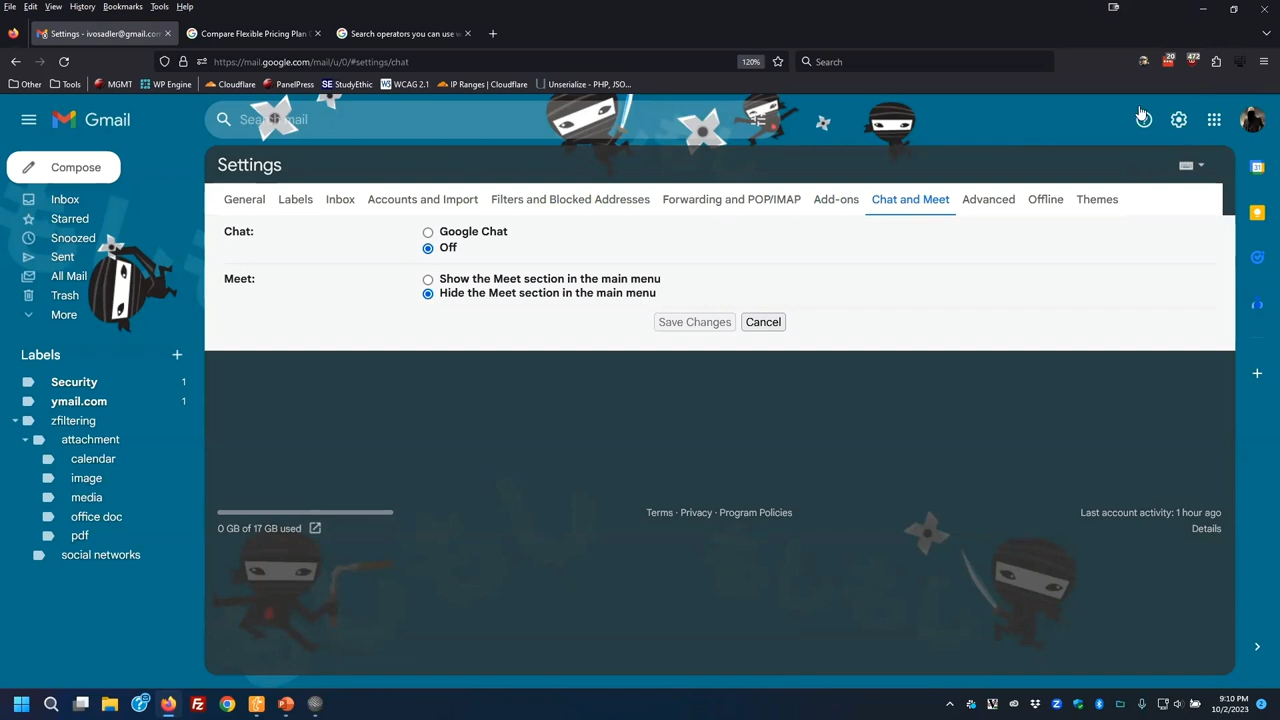 File Edit View History Bookmarks Tools Help
Settings - ivosadler@gmail.com Compare Flexible Pricing Plan Search operators you can use w
https://mail.google.com/mail/u/0/#settings/chat 120% Search 20 472
Other Tools MGMT WP Engine Cloudflare PanelPress StudyEthic WCAG 2.1 IP Ranges | Cloudflare Unserialize - PHP, JSO...
Gmail Search mail
Compose
Inbox
Starred
Snoozed
Sent
All Mail
Trash
More
Labels
Security 1
ymail.com 1
zfiltering
attachment
calendar
image
media
office doc
pdf
social networks
Settings
General Labels Inbox Accounts and Import Filters and Blocked Addresses Forwarding and POP/IMAP Add-ons Chat and Meet Advanced Offline Themes
Chat: Google Chat
Off
Meet: Show the Meet section in the main menu
Hide the Meet section in the main menu
Save Changes Cancel
0 GB of 17 GB used
Terms · Privacy · Program Policies
Last account activity: 1 hour ago
Details
9:10 PM
10/2/2023